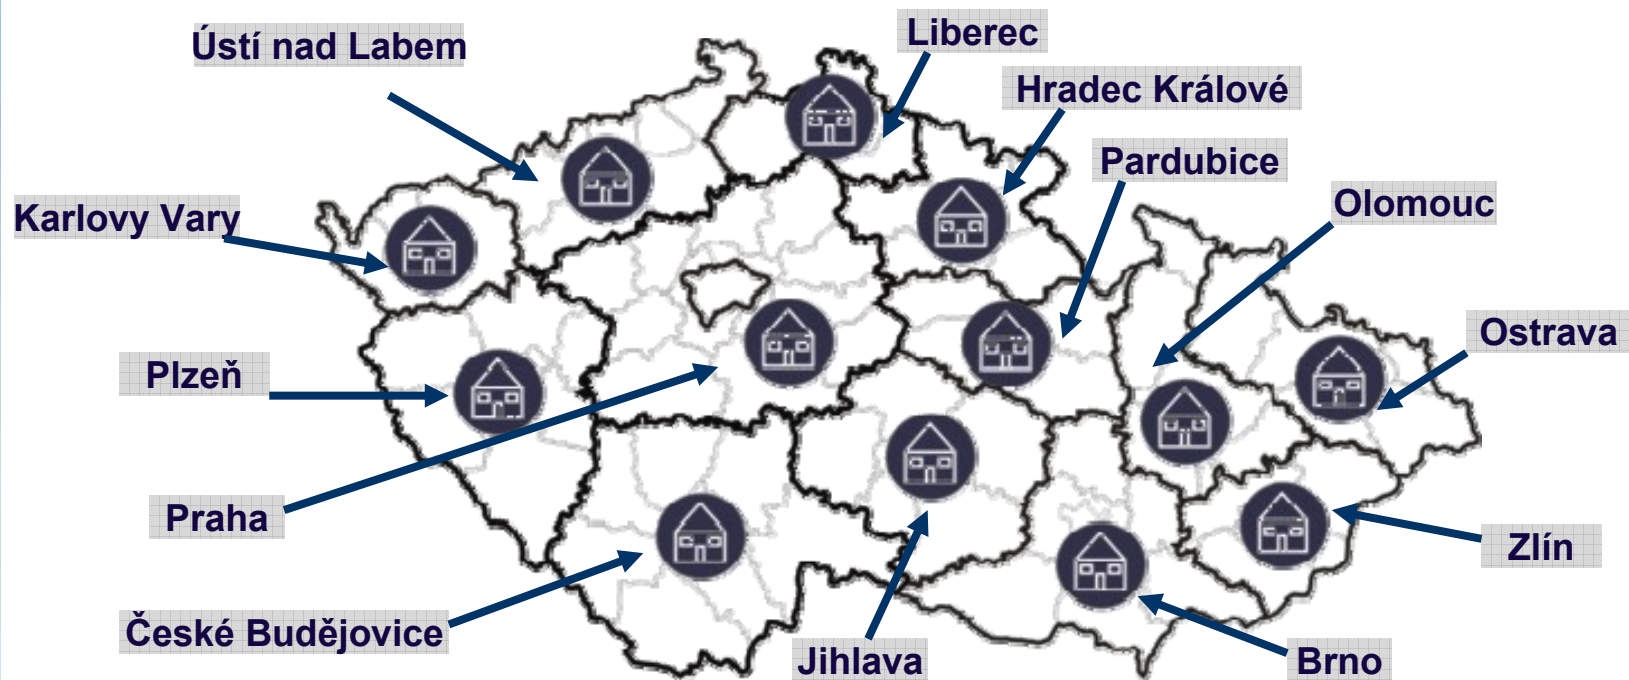 Liberec
Ústí nad Labem
Hradec Králové
Pardubice
Olomouc
Karlovy Vary
Ostrava
Plzeň
Praha
Zlín
České Budějovice
Jihlava
Brno